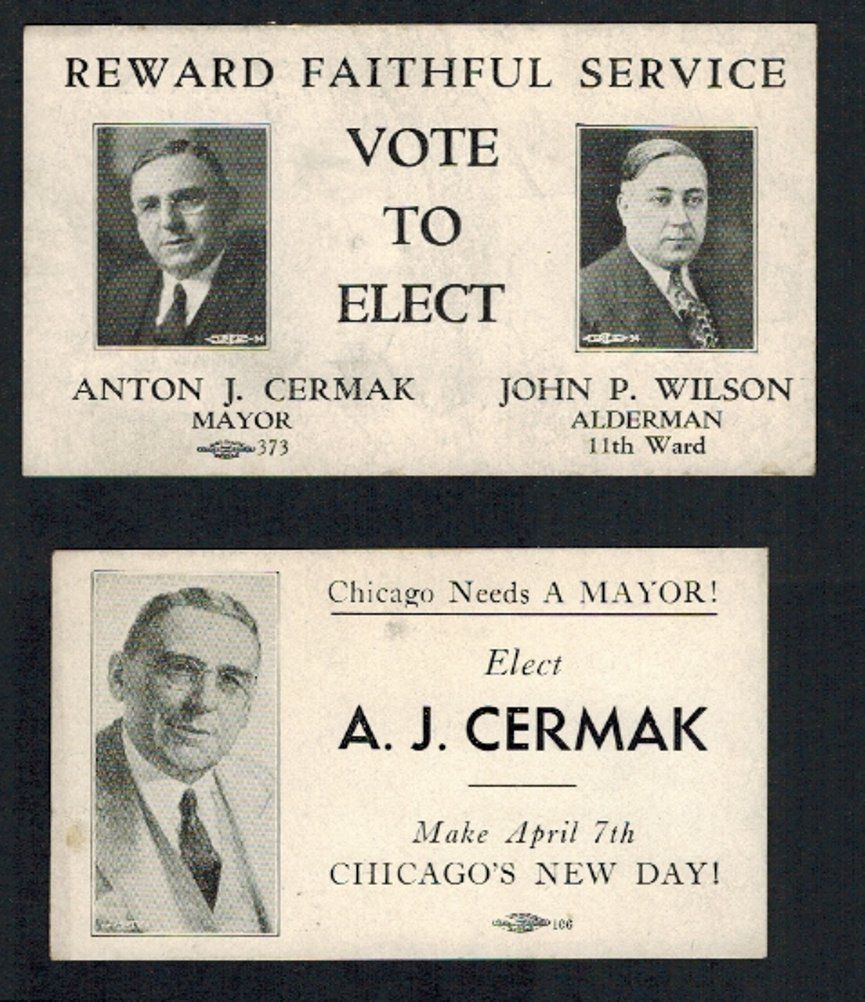 REWARD FAITHFUL SERVICE
VOTE
TO
ELECT
ANTON J. CERMAK
MAYOR
373
JOHN P. WILSON
ALDERMAN
11th Ward
Chicago Needs A MAYOR!
Elect
A. J. CERMAK
Make April 7th
CHICAGO'S NEW DAY!